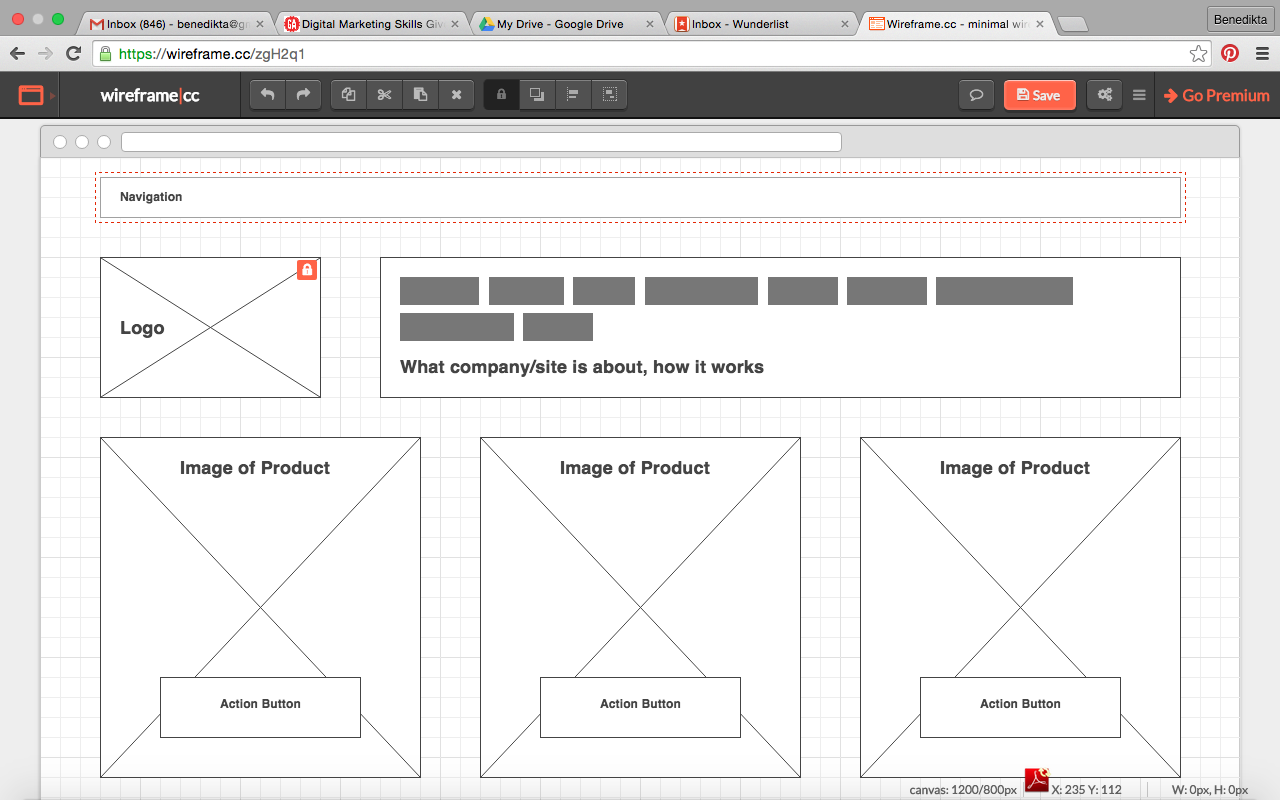 Inbox (846) - benedikta@g
Digital Marketing Skills Giv
My Drive - Google Drive
Inbox - Wunderlist
Wireframe.cc - minimal wir
Benedikta
https://wireframe.cc/zgH2q1
wireframe|cc
Save
Go Premium
Navigation
Logo
What company/site is about, how it works
Image of Product
Image of Product
Image of Product
Action Button
Action Button
Action Button
canvas: 1200/800px
X: 235 Y: 112
W: 0px, H: 0px